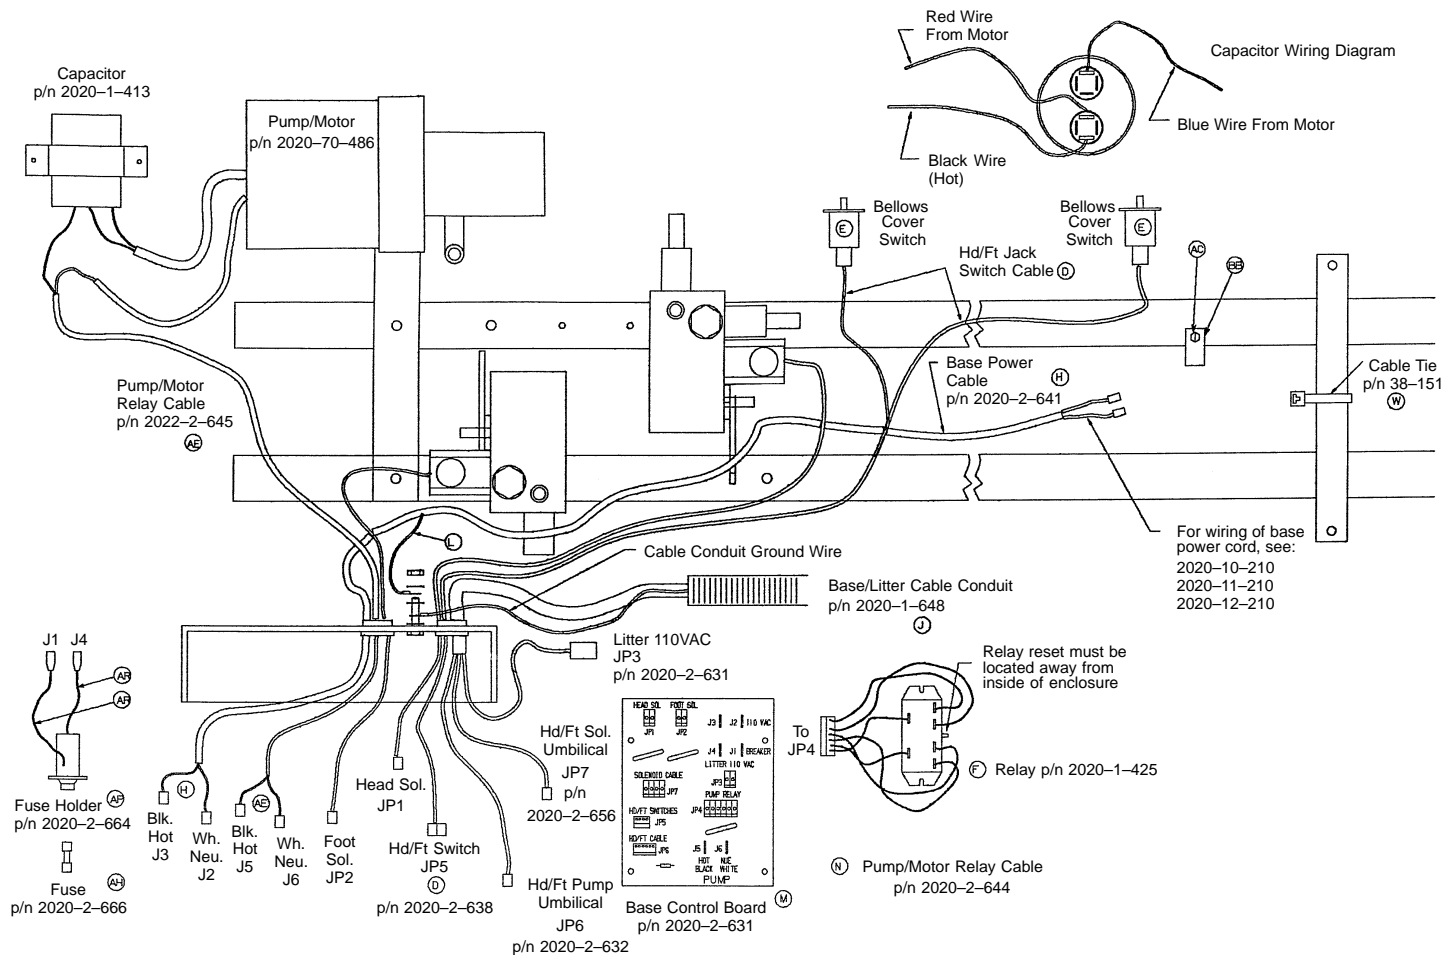 Red Wire
From Motor
Capacitor Wiring Diagram
Blue Wire From Motor
Black Wire
(Hot)
Capacitor
p/n 2020–1–413
Pump/Motor
p/n 2020–70–486
Bellows
Cover
Switch
E
Bellows
Cover
Switch
E
Hd/Ft Jack
Switch Cable D
AC
BB
Base Power
Cable H
p/n 2020–2–641
Cable Tie
p/n 38–151
W
Pump/Motor
Relay Cable
p/n 2022–2–645
AE
L
Cable Conduit Ground Wire
For wiring of base
power cord, see:
2020–10–210
2020–11–210
2020–12–210
Base/Litter Cable Conduit
p/n 2020–1–648
J
J1 J4
AR
AR
Litter 110VAC
JP3
p/n 2020–2–631
Relay reset must be
located away from
inside of enclosure
To
JP4
F Relay p/n 2020–1–425
Fuse Holder AP
p/n 2020–2–664
Fuse AH
p/n 2020–2–666
H
Blk.
Hot
J3
Wh.
Neu.
J2
AE
Blk.
Hot
J5
Wh.
Neu.
J6
Foot
Sol.
JP2
Head Sol.
JP1
Hd/Ft Switch
JP5
D
p/n 2020–2–638
Hd/Ft Sol.
Umbilical
JP7
p/n
2020–2–656
Hd/Ft Pump
Umbilical
JP6
p/n 2020–2–632
HEAD SOL FOOT SOL
JP1 JP2
J3 J2 110 VAC
J4 J1 BREAKER
LITTER 110 VAC
JP3
SOLENOID CABLE
JP7
PUMP RELAY
JP4
HD/FT SWITCHES
JP5
HD/FT CABLE
JP6
J5 J6
HOT NUE
BLACK WHITE
PUMP
Base Control Board M
p/n 2020–2–631
N Pump/Motor Relay Cable
p/n 2020–2–644